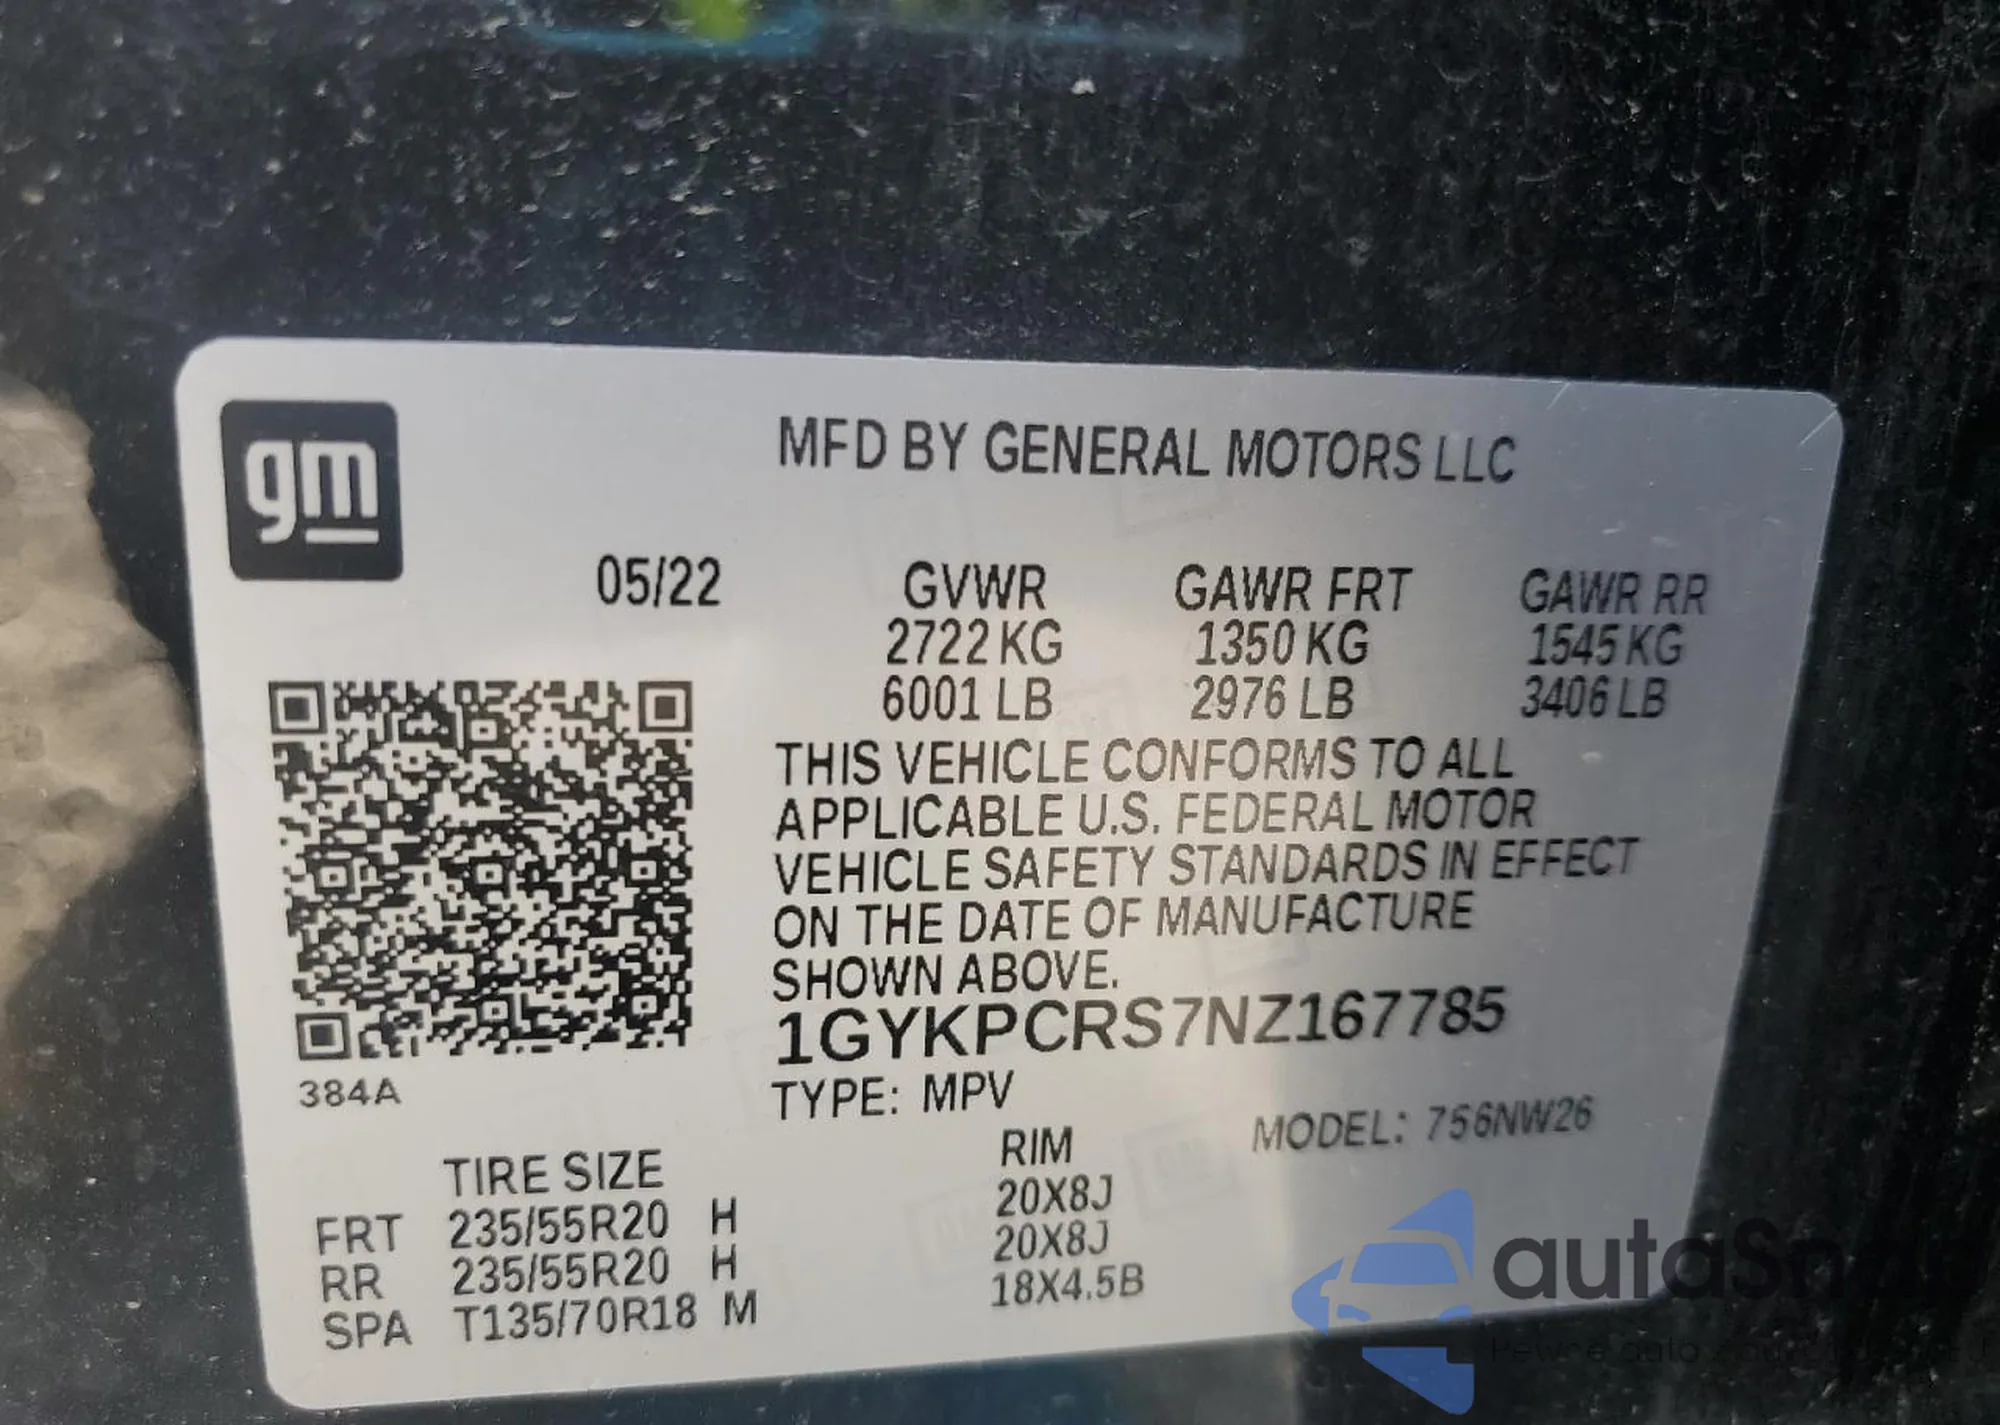 gm
MFD BY GENERAL MOTORS LLC
05/22 GVWR GAWR FRT GAWR RR
2722 KG 1350 KG 1545 KG
6001 LB 2976 LB 3406 LB
THIS VEHICLE CONFORMS TO ALL
APPLICABLE U.S. FEDERAL MOTOR
VEHICLE SAFETY STANDARDS IN EFFECT
ON THE DATE OF MANUFACTURE
SHOWN ABOVE.
1GYKPCRS7NZ167785
384A
TYPE: MPV MODEL: 756NW26
TIRE SIZE RIM
FRT 235/55R20 H 20X8J
RR 235/55R20 H 20X8J
SPA T135/70R18 M 18X4.5B
autaSnap
auto